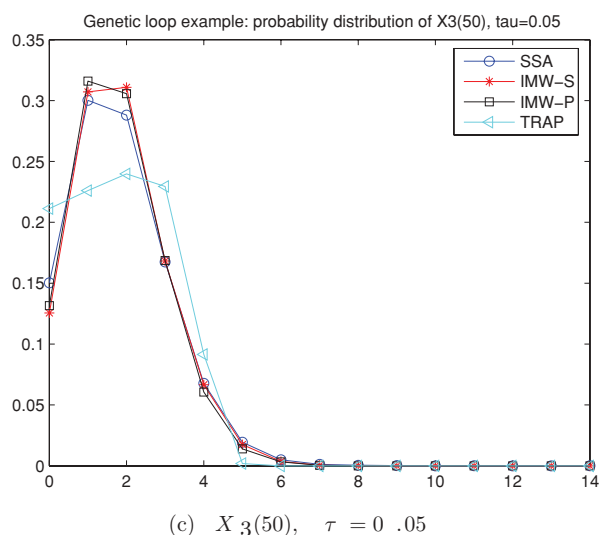 Genetic loop example: probability distribution of X3(50), tau=0.05
0.35
0.3
0.25
0.2
0.15
0.1
0.05
0
0 2 4 6 8 10 12 14
SSA
IMW-S
IMW-P
TRAP
(c) X 3(50), τ =0 .05